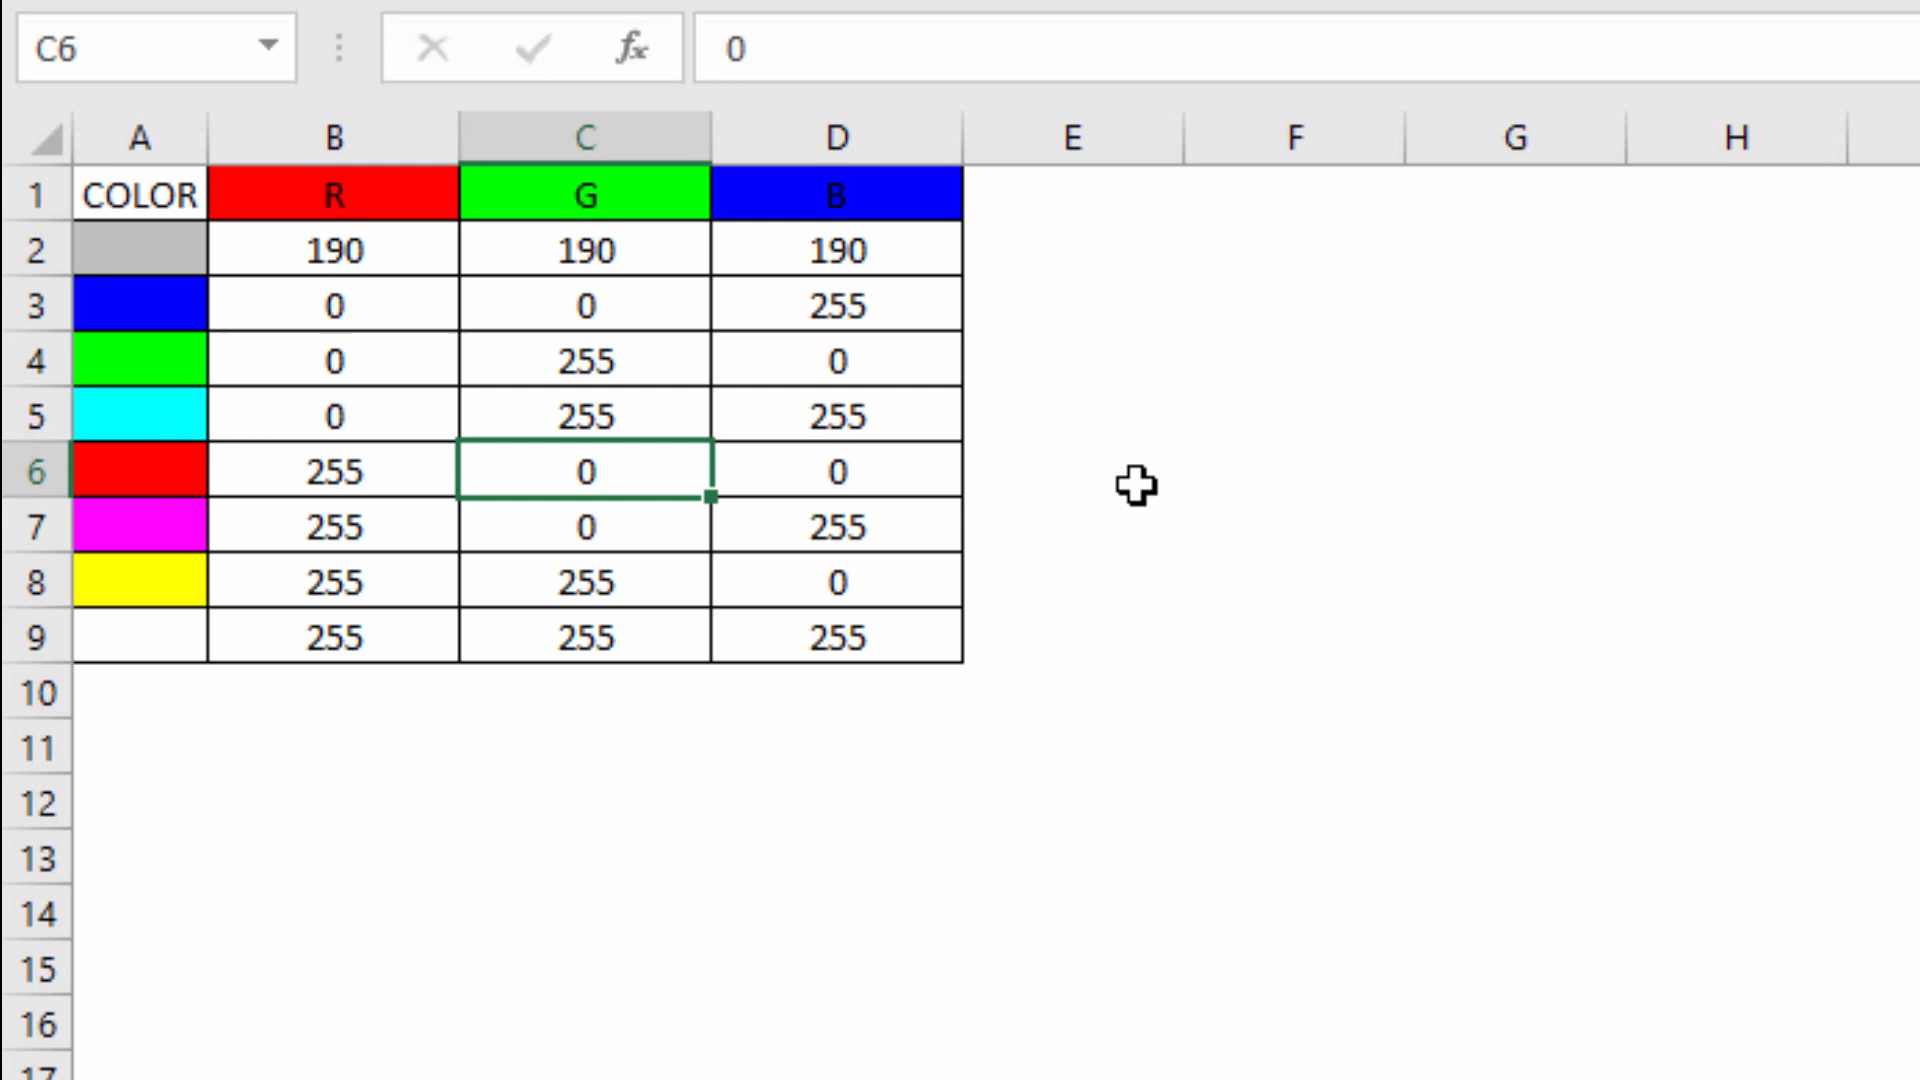 C6 fx 0
A B C D E F G H
1 COLOR R G B
2 190 190 190
3 0 0 255
4 0 255 0
5 0 255 255
6 255 0 0
7 255 0 255
8 255 255 0
9 255 255 255
10
11
12
13
14
15
16
17